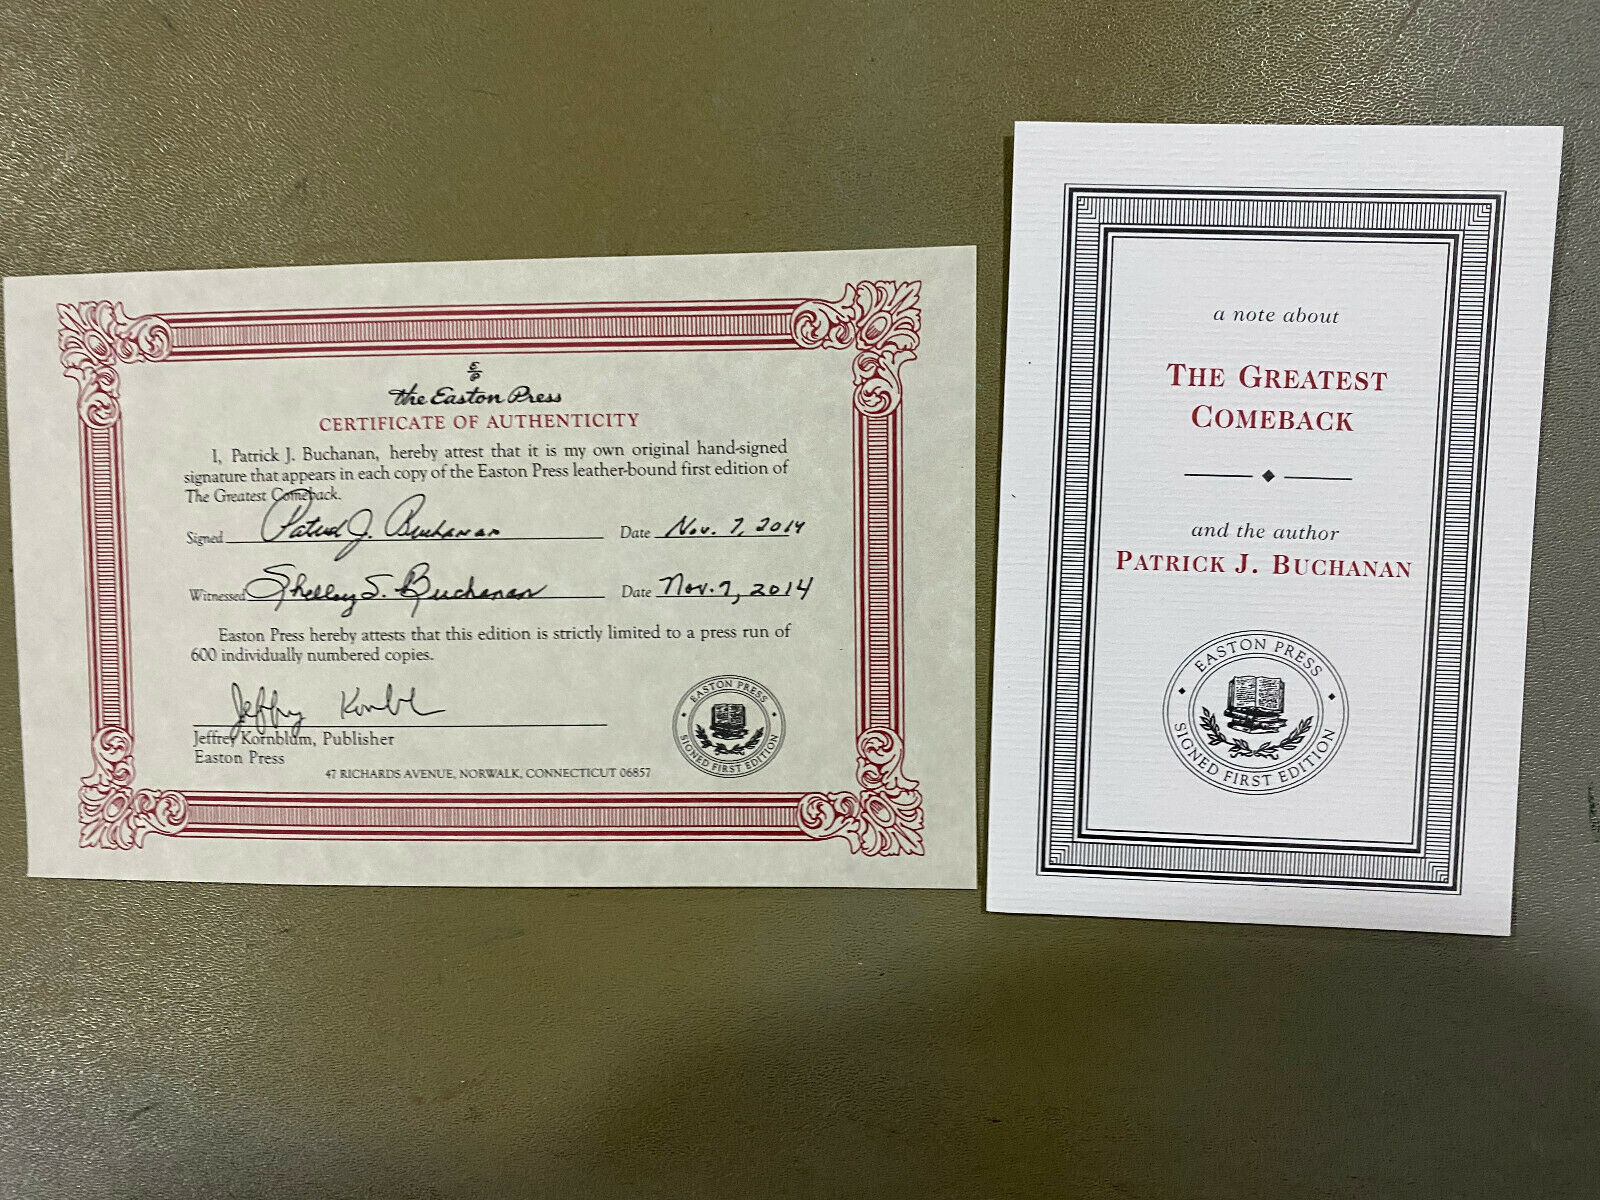 E/P
the Easton Press
CERTIFICATE OF AUTHENTICITY
I, Patrick J. Buchanan, hereby attest that it is my own original hand-signed
signature that appears in each copy of the Easton Press leather-bound first edition of
The Greatest Comeback.
Signed Patrick J. Buchanan Date Nov. 7, 2014
Witnessed Shelley S. Buchanan Date Nov. 7, 2014
Easton Press hereby attests that this edition is strictly limited to a press run of
600 individually numbered copies.
Jeffrey Kornblum
Jeffrey Kornblum, Publisher
Easton Press
47 RICHARDS AVENUE, NORWALK, CONNECTICUT 06857
EASTON PRESS
SIGNED FIRST EDITION
a note about
THE GREATEST
COMEBACK
and the author
PATRICK J. BUCHANAN
EASTON PRESS
SIGNED FIRST EDITION